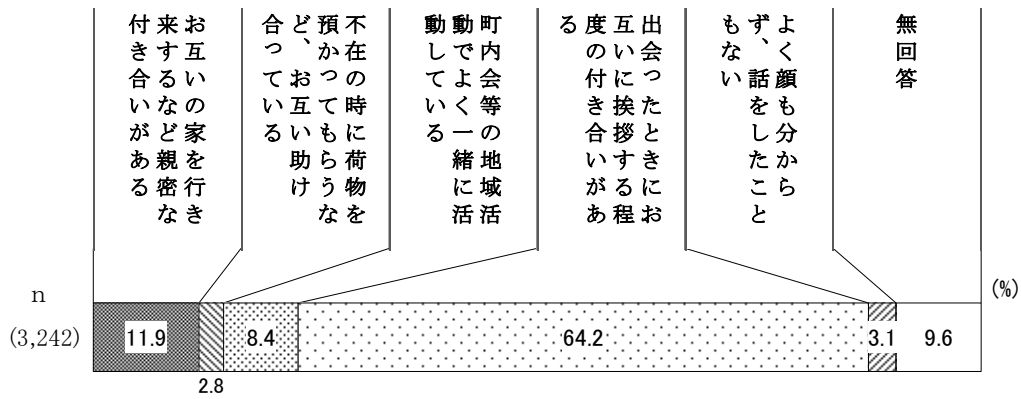 お互いの家を行き
来するなど親密な
付き合いがある
不在の時に荷物を
預かってもらうな
ど、お互い助け
合っている
町内会等の地域活
動でよく一緒に活
動している
出会ったときにお
互いに挨拶する程
度の付き合いがあ
る
よく顔も分から
ず、話をしたこと
もない
無回答
(%)
n
(3,242)
11.9
2.8
8.4
64.2
3.1
9.6